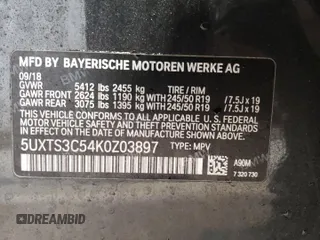 MFD BY BAYERISCHE MOTOREN WERKE AG
09/18
GVWR 5412 lbs 2455 kg TIRE / RIM
GAWR FRONT 2624 lbs 1190 kg WITH 245/50 R19 / 7.5J x 19
GAWR REAR 3075 lbs 1395 kg WITH 245/50 R19 / 7.5J x 19
THIS VEHICLE CONFORMS TO ALL APPLICABLE FEDERAL MOTOR VEHICLE SAFETY, BUMPER, AND THEFT PREVENTION STANDARDS IN EFFECT ON THE DATE OF MANUFACTURE SHOWN ABOVE.
5UXTS3C54K0Z03897 TYPE: MPV
A90M
7 320 730
DREAMBID